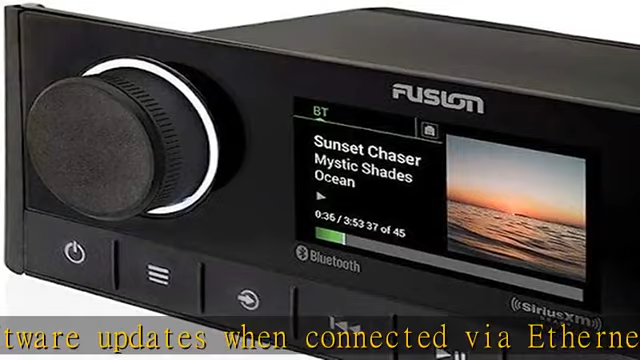 FUSION
BT
Sunset Chaser
Mystic Shades
Ocean
0:36 / 3:53 37 of 45
Bluetooth
SiriusXm
tware updates when connected via Etherne